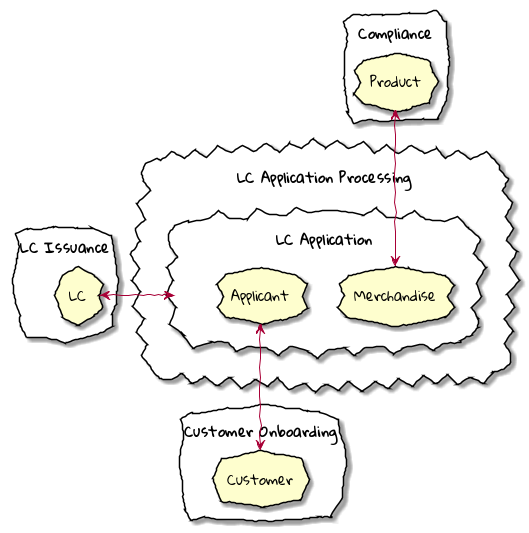 Compliance
Product
LC Application Processing
LC Application
LC Issuance
LC
Applicant
Merchandise
Customer Onboarding
Customer